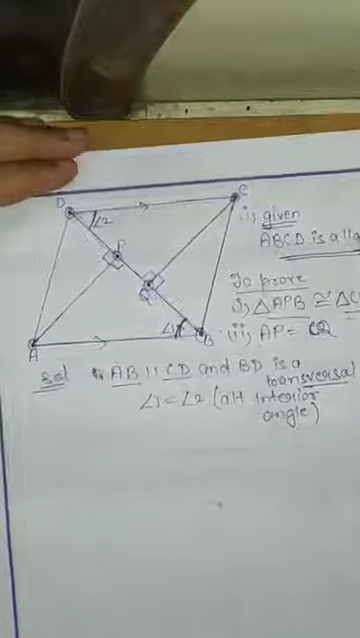 D
C
∠2
P
Q
∠1
A
B
(i) given
ABCD is a
To prove
i) △APB ≅ △C
(ii) AP = CQ
Sol AB || CD and BD is a
transversal
∠1 = ∠2 (alt interior
angle)